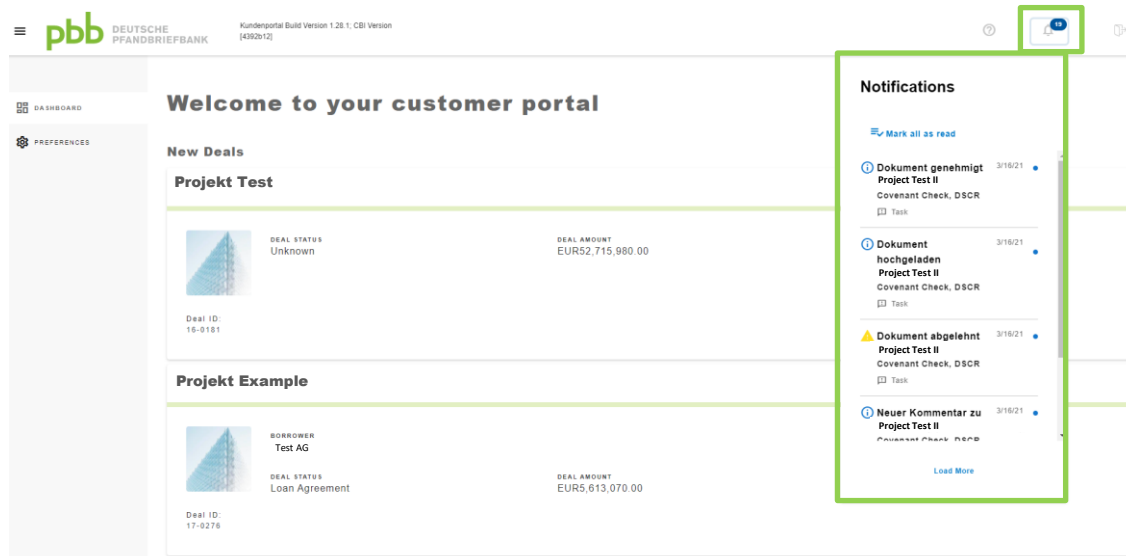 pbb DEUTSCHE
PFANDBRIEFBANK
Kundenportal Build Version 1.28.1; CBI Version
[4392b12]
19
DASHBOARD
PREFERENCES
Welcome to your customer portal
New Deals
Projekt Test
DEAL STATUS
Unknown
DEAL AMOUNT
EUR52,715,980.00
Deal ID:
16-0181
Projekt Example
BORROWER
Test AG
DEAL STATUS
Loan Agreement
DEAL AMOUNT
EUR5,613,070.00
Deal ID:
17-0276
Notifications
Mark all as read
Dokument genehmigt 3/16/21
Project Test II
Covenant Check, DSCR
Task
Dokument 3/16/21
hochgeladen
Project Test II
Covenant Check, DSCR
Task
Dokument abgelehnt 3/16/21
Project Test II
Covenant Check, DSCR
Task
Neuer Kommentar zu 3/16/21
Project Test II
Covenant Check, DSCR
Load More